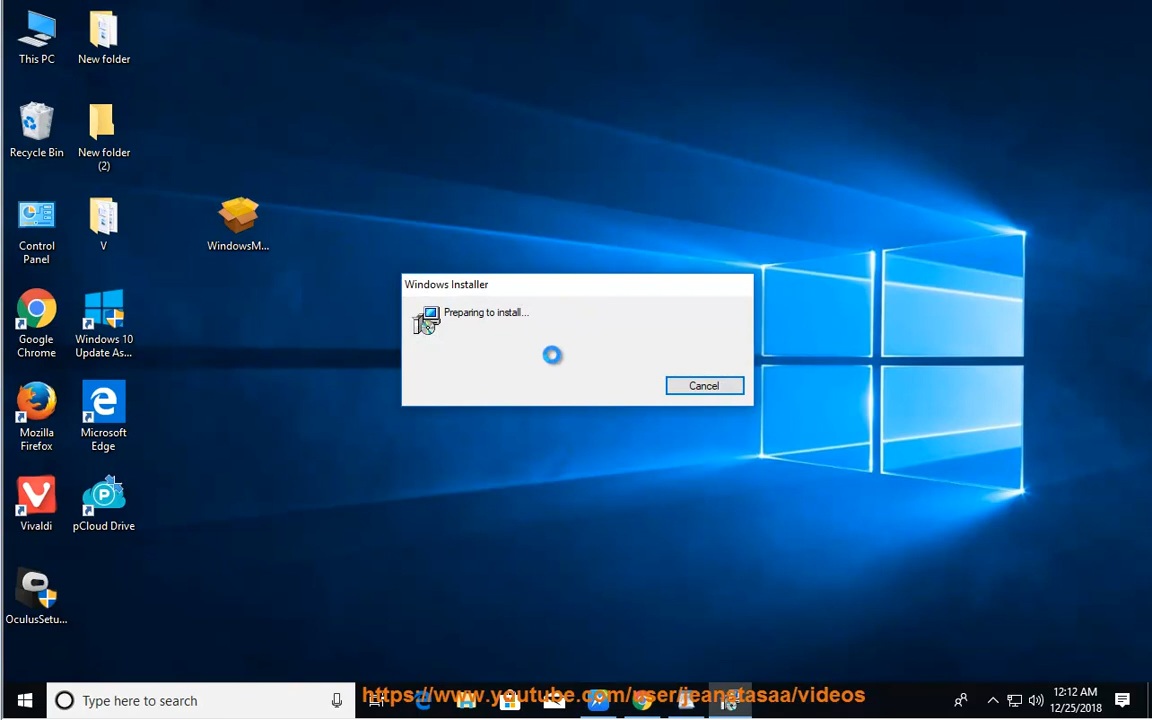 This PC
New folder
Recycle Bin
New folder
(2)
Control
Panel
V
WindowsM...
Google
Chrome
Windows 10
Update As...
Mozilla
Firefox
Microsoft
Edge
Vivaldi
pCloud Drive
OculusSetu...
Windows Installer
Preparing to install...
Cancel
Type here to search
https://www.youtube.com/user/jeanetasaa/videos
12:12 AM
12/25/2018